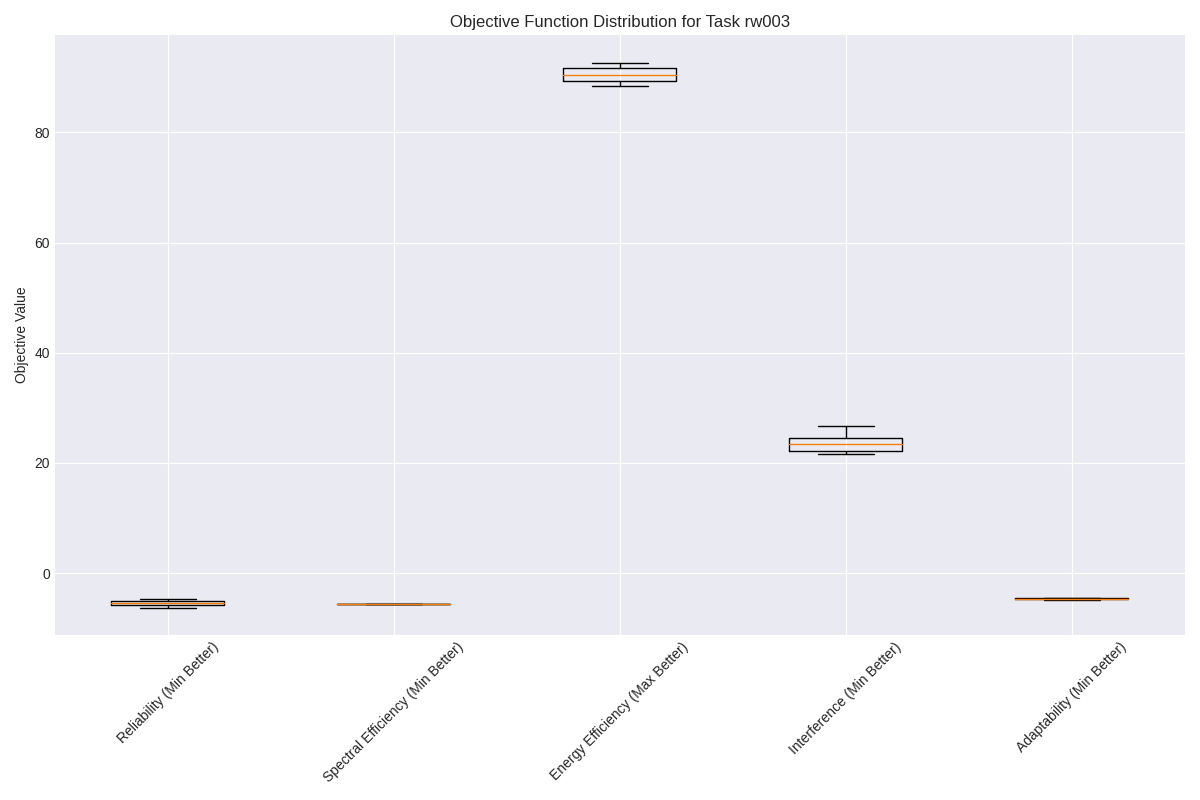 Objective Function Distribution for Task rw003
Objective Value
80
60
40
20
0
Reliability (Min Better)
Spectral Efficiency (Min Better)
Energy Efficiency (Max Better)
Interference (Min Better)
Adaptability (Min Better)